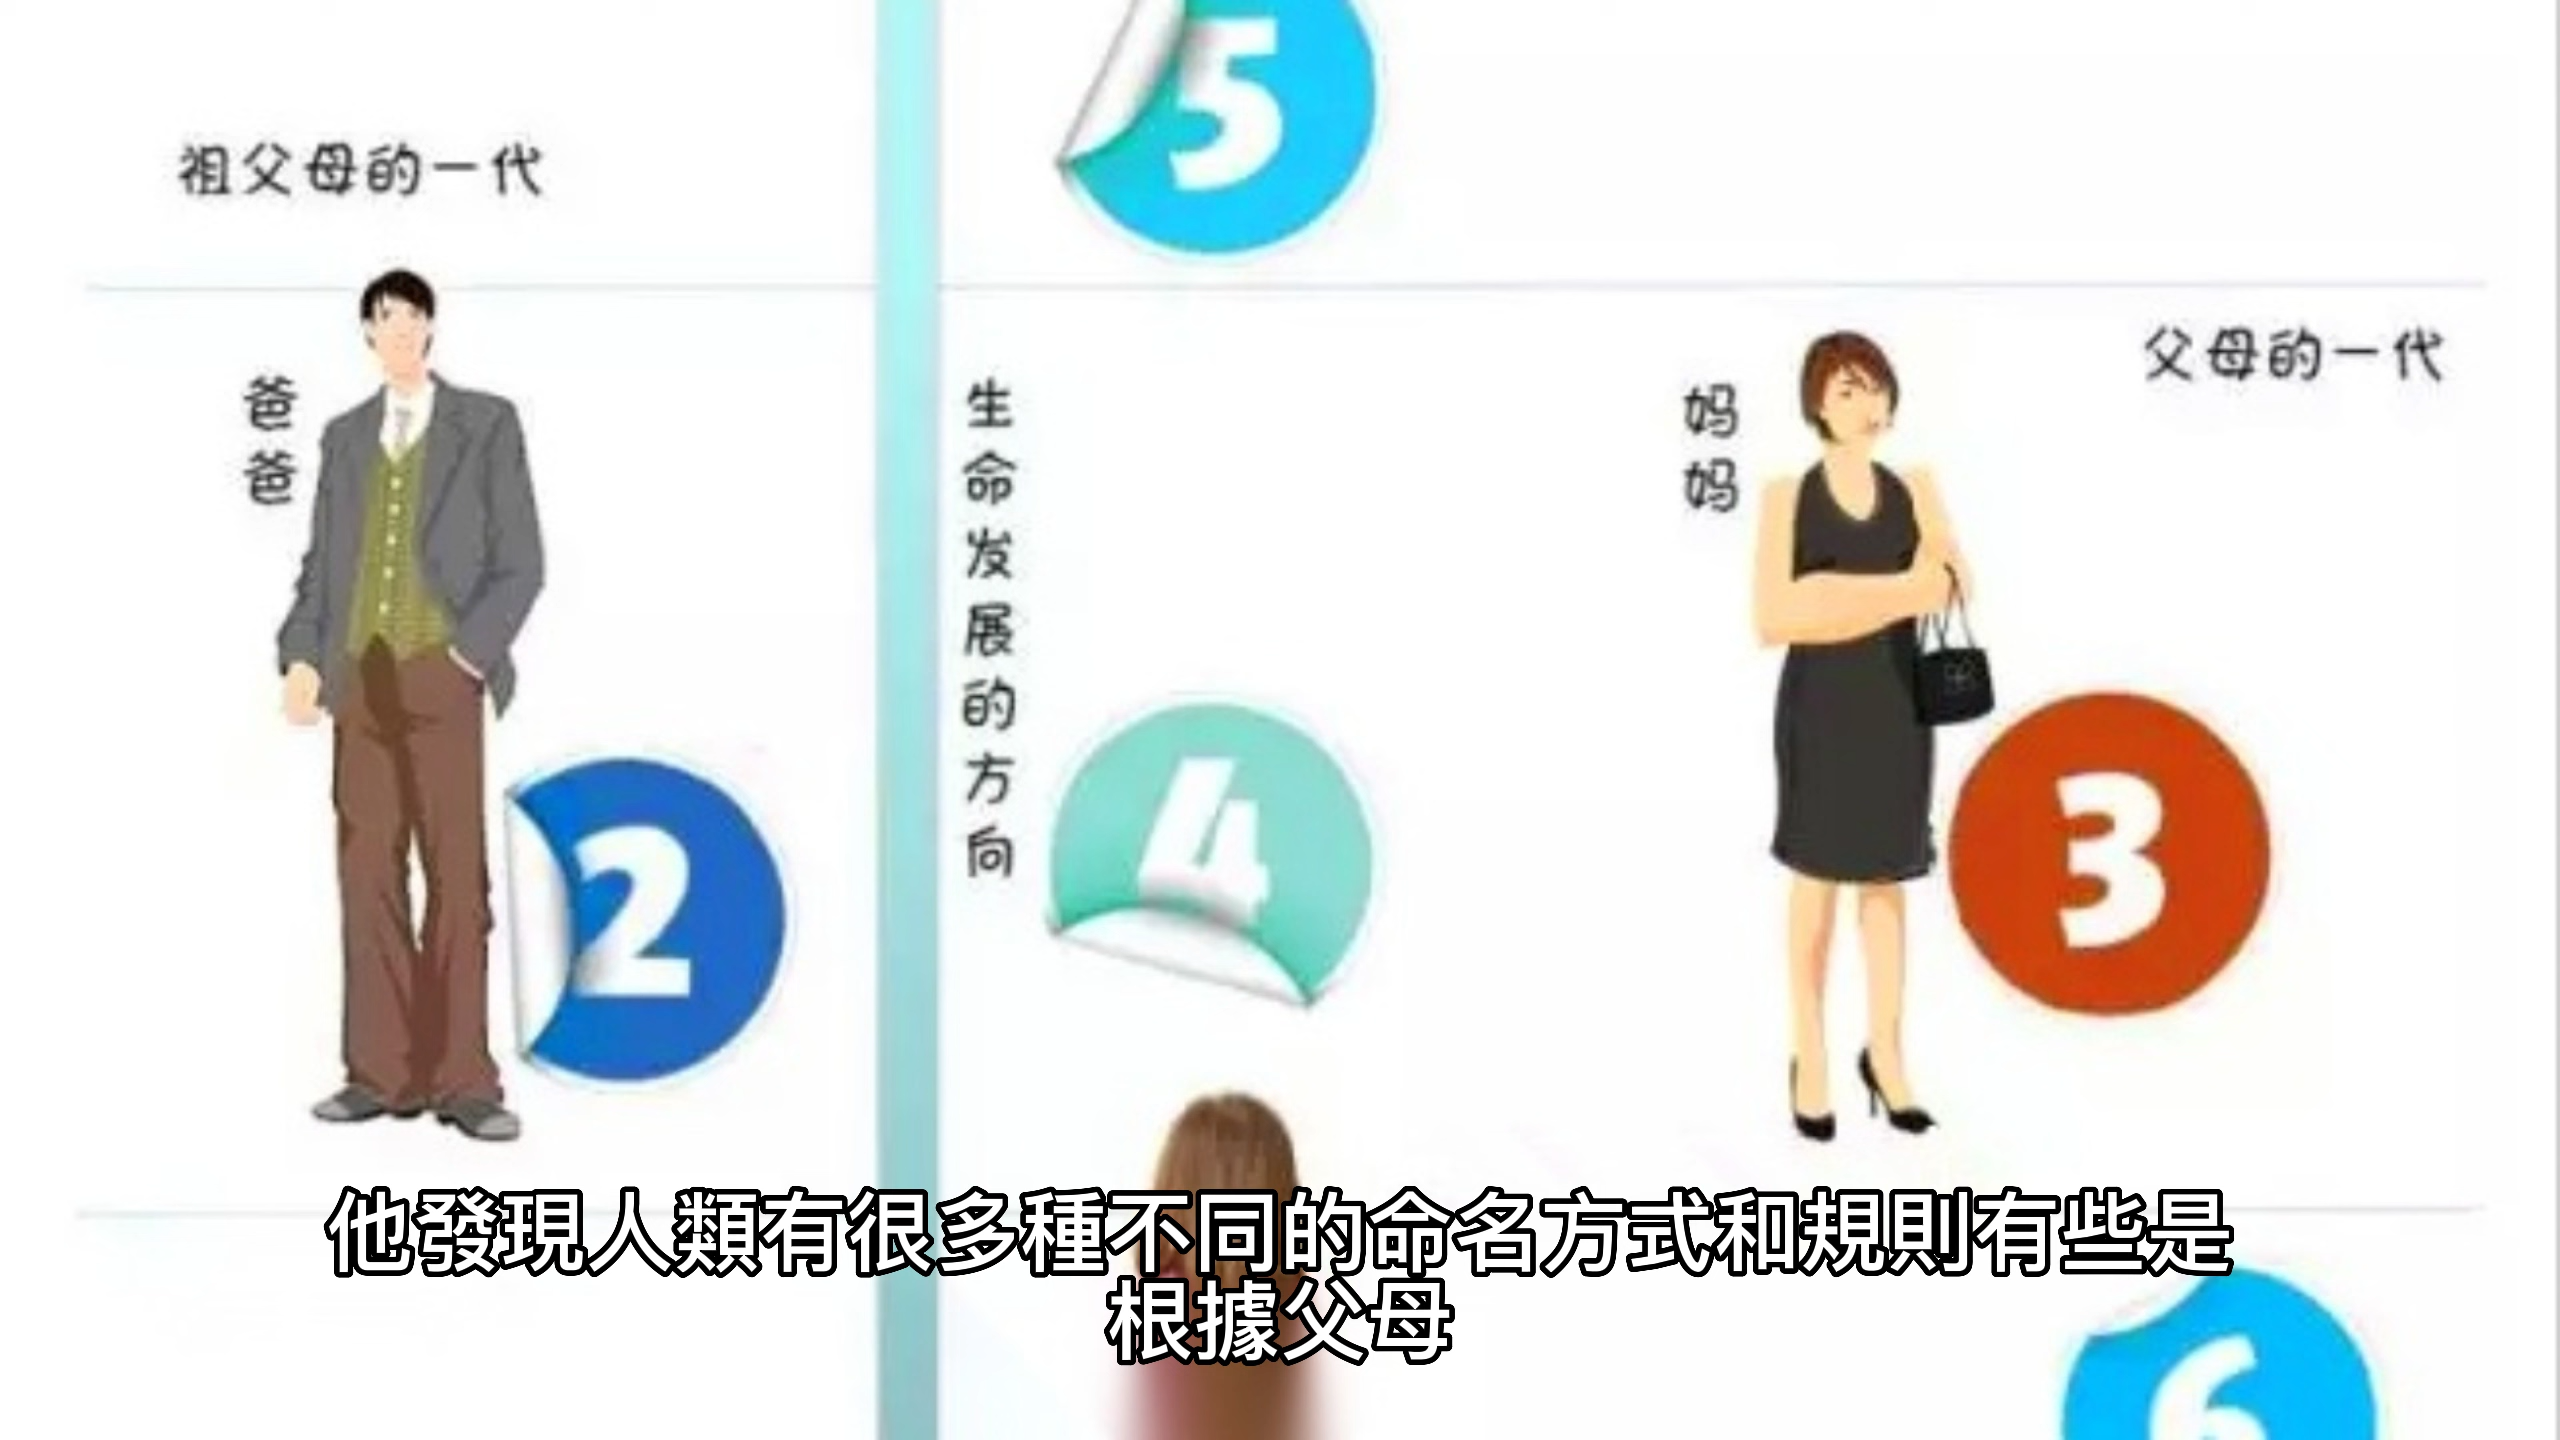 5
祖父母的一代
父母的一代
爸爸
生命发展的方向
妈妈
2
4
3
他發現人類有很多種不同的命名方式和規則有些是
根據父母
6